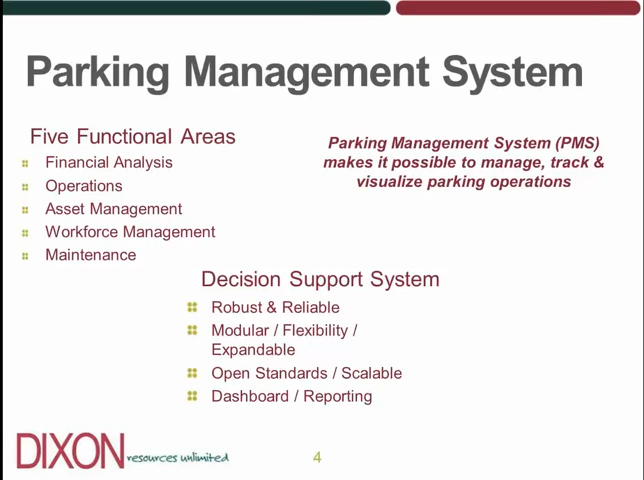 Parking Management System
Five Functional Areas
Financial Analysis
Operations
Asset Management
Workforce Management
Maintenance
Parking Management System (PMS)
makes it possible to manage, track &
visualize parking operations
Decision Support System
Robust & Reliable
Modular / Flexibility /
Expandable
Open Standards / Scalable
Dashboard / Reporting
DIXON resources unlimited
4